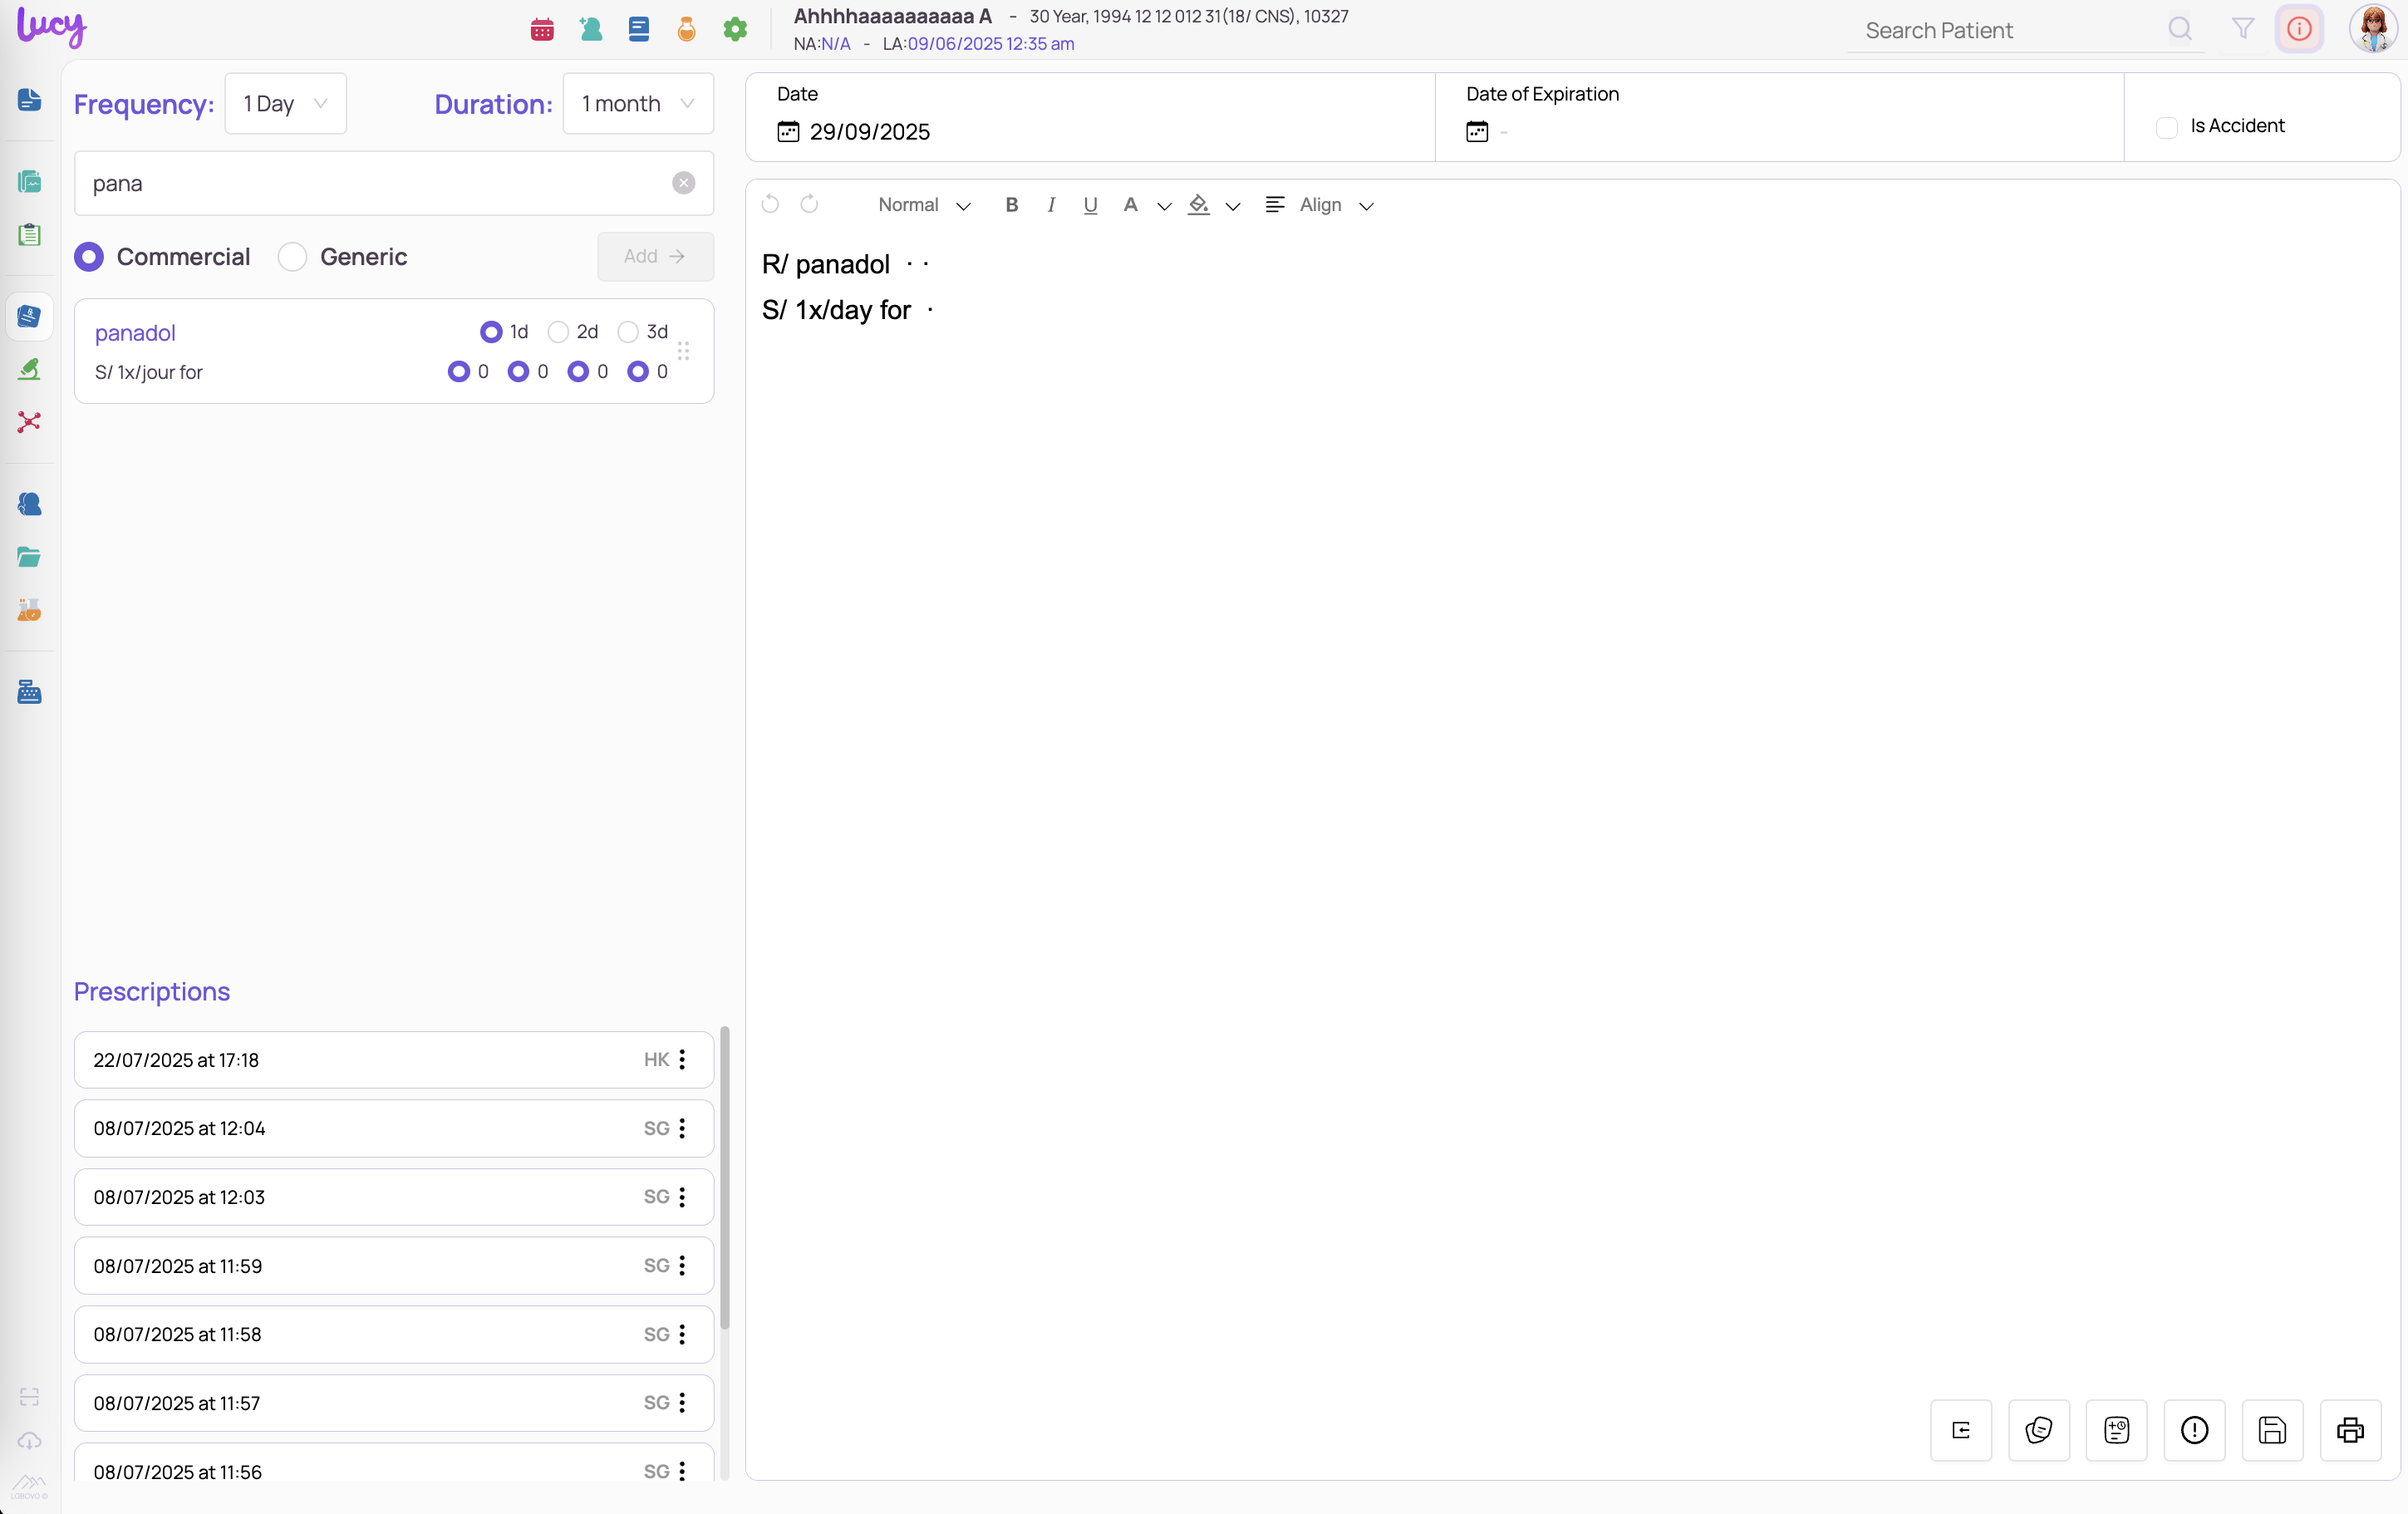 Lucy
Ahhhhaaaaaaaaaa A - 30 Year, 1994 12 12 012 31(18/ CNS), 10327
NA:N/A - LA:09/06/2025 12:35 am
Search Patient
Frequency: 1 Day Duration: 1 month
pana
Commercial Generic Add
panadol 1d 2d 3d
S/ 1x/jour for 0 0 0 0
Prescriptions
22/07/2025 at 17:18 HK
08/07/2025 at 12:04 SG
08/07/2025 at 12:03 SG
08/07/2025 at 11:59 SG
08/07/2025 at 11:58 SG
08/07/2025 at 11:57 SG
08/07/2025 at 11:56 SG
LOBOVO ©
Date
29/09/2025
Date of Expiration
-
Is Accident
Normal B I U A Align
R/ panadol · ·
S/ 1x/day for ·